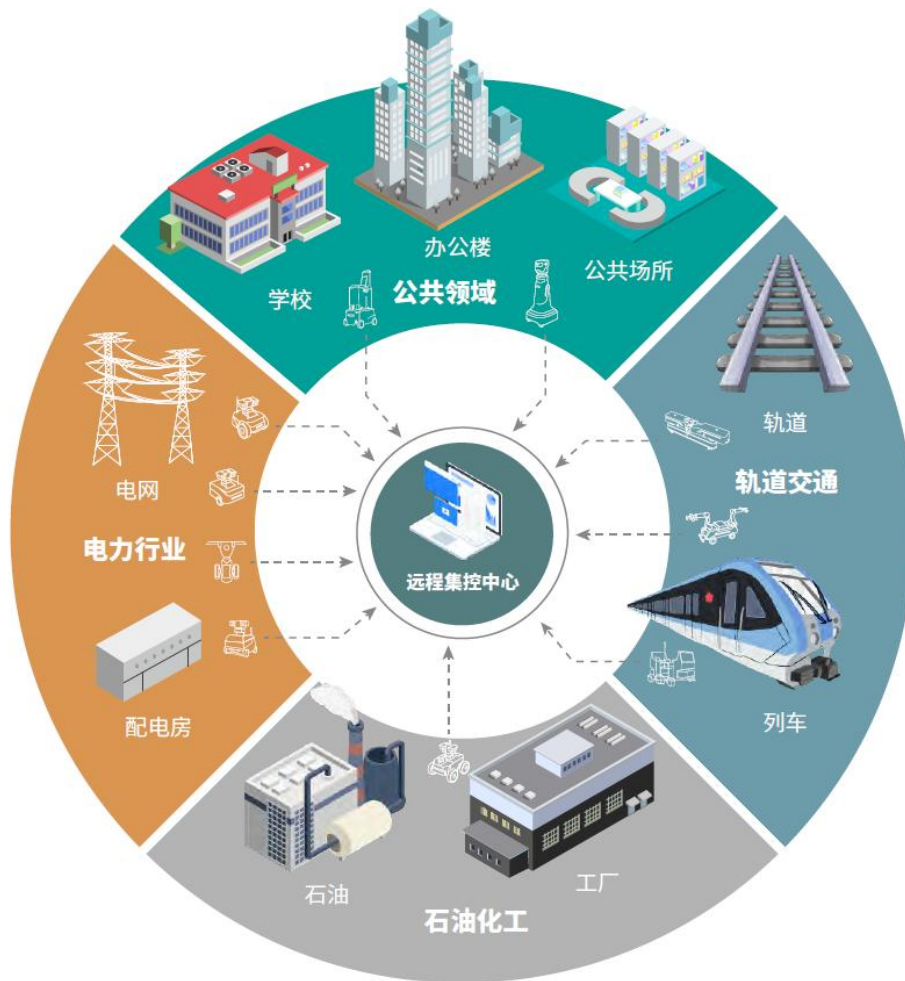 办公楼
公共场所
学校
公共领域
轨道
轨道交通
列车
电网
电力行业
配电房
远程集控中心
石油
工厂
石油化工